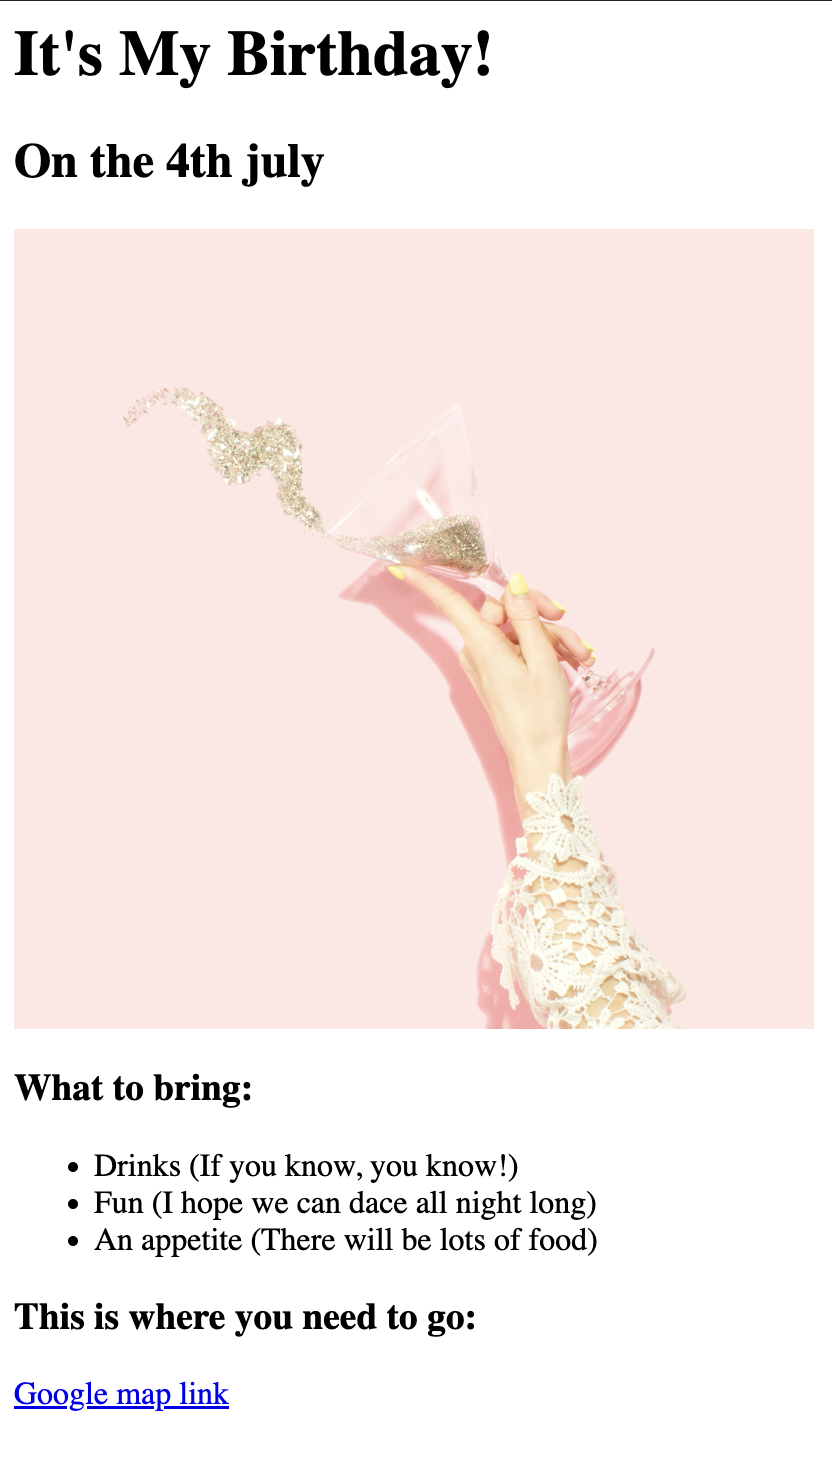 It's My Birthday!
On the 4th july
What to bring:
Drinks (If you know, you know!)
Fun (I hope we can dace all night long)
An appetite (There will be lots of food)
This is where you need to go:
Google map link